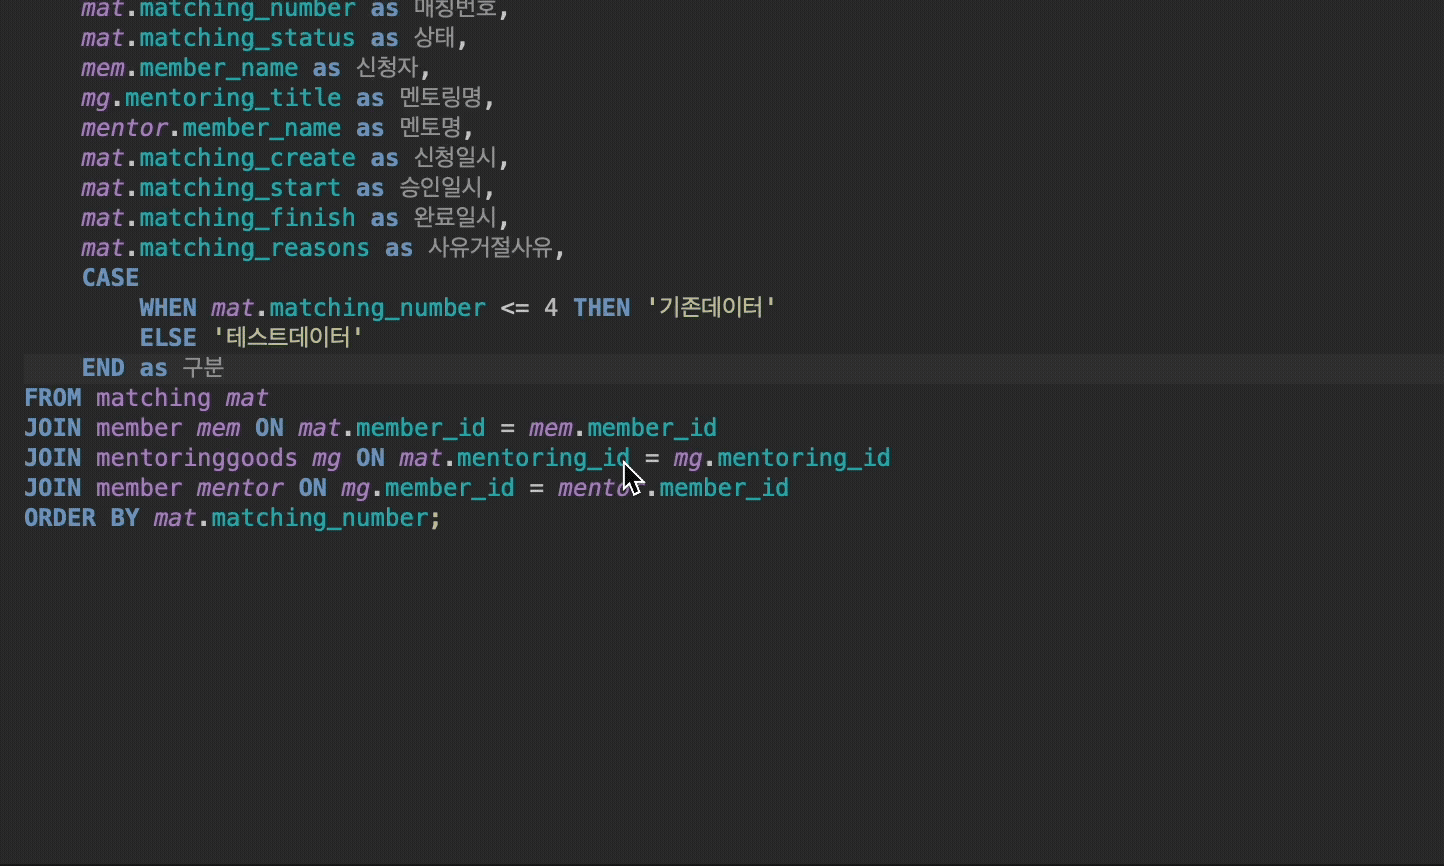 mat.matching_number as 매칭번호,
mat.matching_status as 상태,
mem.member_name as 신청자,
mg.mentoring_title as 멘토링명,
mentor.member_name as 멘토명,
mat.matching_create as 신청일시,
mat.matching_start as 승인일시,
mat.matching_finish as 완료일시,
mat.matching_reasons as 사유거절사유,
CASE
WHEN mat.matching_number <= 4 THEN '기존데이터'
ELSE '테스트데이터'
END as 구분
FROM matching mat
JOIN member mem ON mat.member_id = mem.member_id
JOIN mentoringgoods mg ON mat.mentoring_id = mg.mentoring_id
JOIN member mentor ON mg.member_id = mentor.member_id
ORDER BY mat.matching_number;